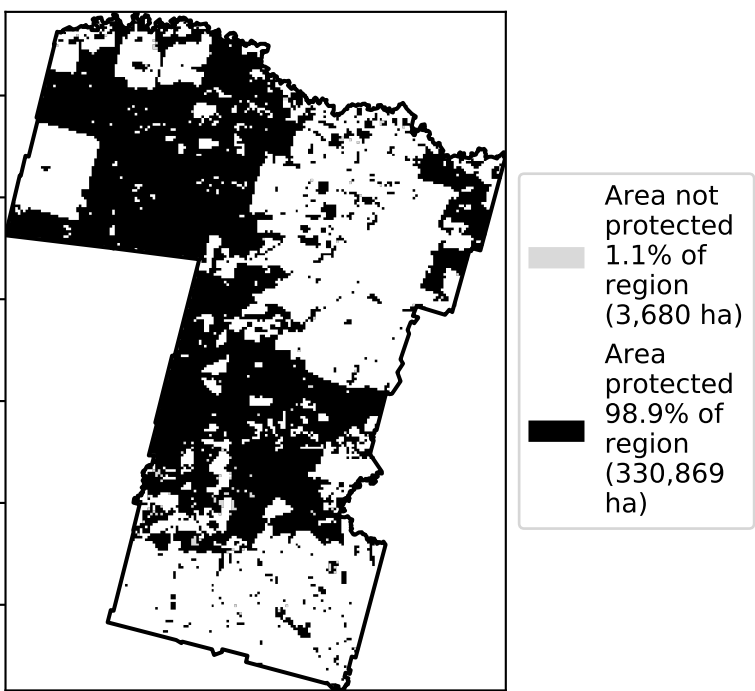 Area not
protected
1.1% of
region
(3,680 ha)
Area
protected
98.9% of
region
(330,869
ha)